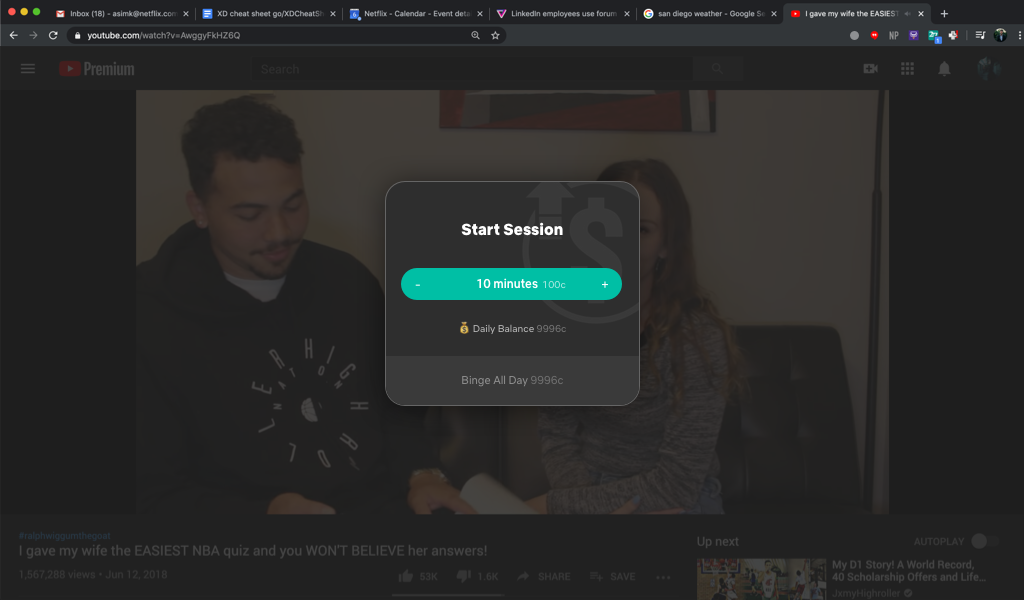 Inbox (18) - asimk@netflix.com
XD cheat sheet go/XDCheatSh
Netflix - Calendar - Event detai
LinkedIn employees use forum
san diego weather - Google Se
I gave my wife the EASIEST
youtube.com/watch?v=AwggyFkHZ6Q
NP
Premium
Search
Start Session
- 10 minutes 100c +
Daily Balance 9996c
Binge All Day 9996c
#ralphwiggumthegoat
I gave my wife the EASIEST NBA quiz and you WON'T BELIEVE her answers!
1,567,288 views • Jun 12, 2018
53K
1.6K
SHARE
SAVE
Up next
AUTOPLAY
My D1 Story! A World Record,
40 Scholarship Offers and Life...
JxmyHighroller